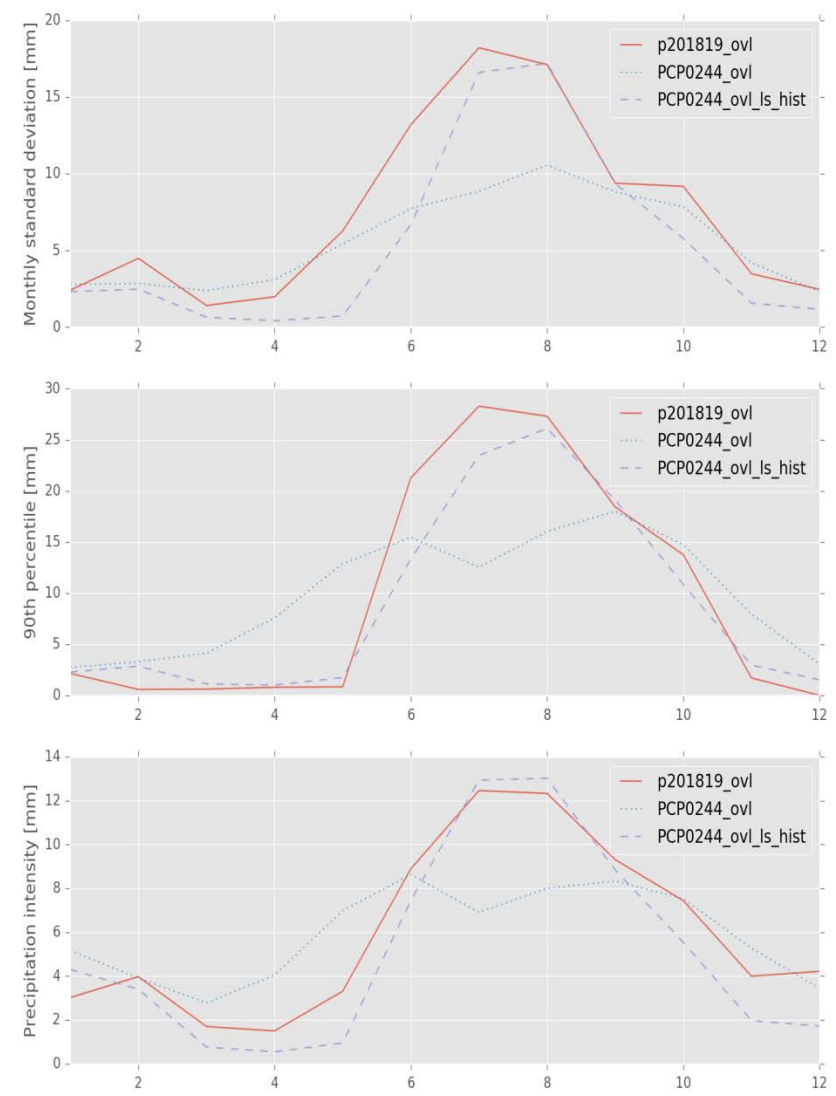 Monthly standard deviation [mm]
20
15
10
5
0
2 4 6 8 10 12
p201819_ovl
PCP0244_ovl
PCP0244_ovl_ls_hist
90th percentile [mm]
30
25
20
15
10
5
0
2 4 6 8 10 12
p201819_ovl
PCP0244_ovl
PCP0244_ovl_ls_hist
Precipitation intensity [mm]
14
12
10
8
6
4
2
0
2 4 6 8 10 12
p201819_ovl
PCP0244_ovl
PCP0244_ovl_ls_hist